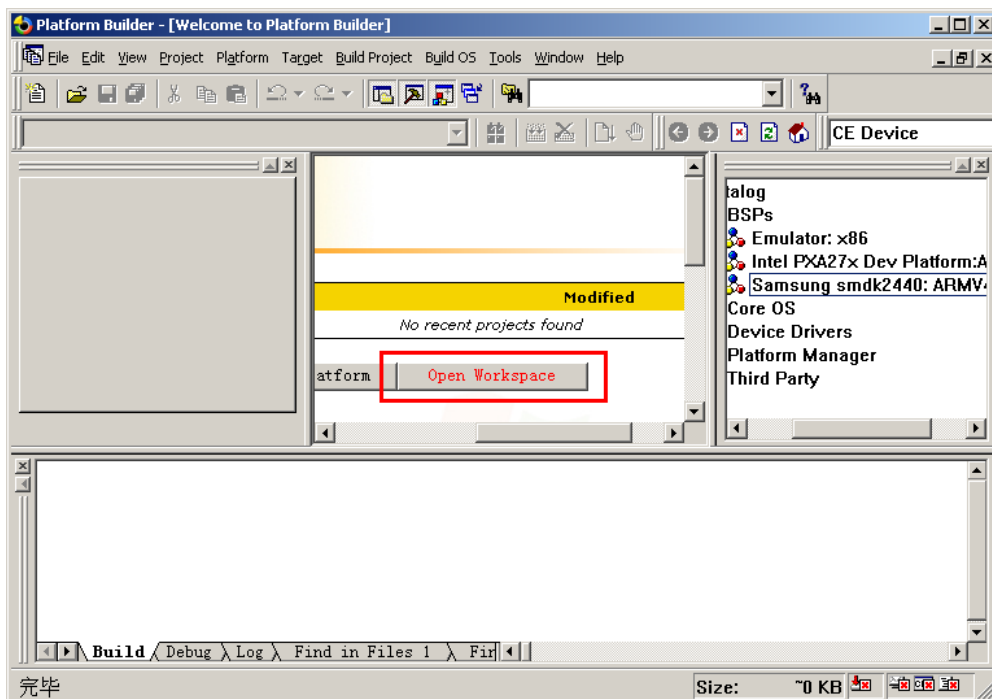 Platform Builder - [Welcome to Platform Builder]
File Edit View Project Platform Target Build Project Build OS Tools Window Help
CE Device
Modified
No recent projects found
atform Open Workspace
talog
BSPs
Emulator: x86
Intel PXA27x Dev Platform:A
Samsung smdk2440: ARMV4
Core OS
Device Drivers
Platform Manager
Third Party
Build Debug Log Find in Files 1 Fin
完毕 Size: ~0 KB